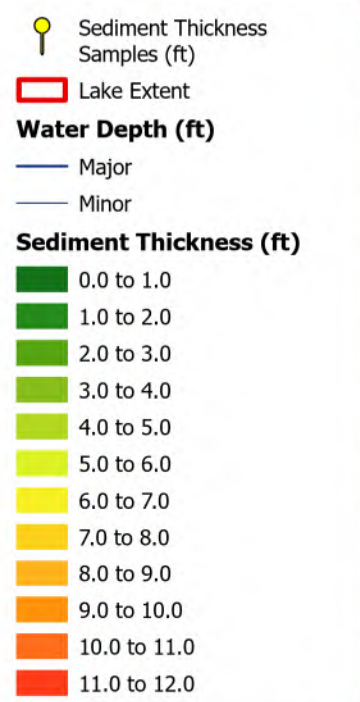 Sediment Thickness
Samples (ft)
Lake Extent
Water Depth (ft)
Major
Minor
Sediment Thickness (ft)
0.0 to 1.0
1.0 to 2.0
2.0 to 3.0
3.0 to 4.0
4.0 to 5.0
5.0 to 6.0
6.0 to 7.0
7.0 to 8.0
8.0 to 9.0
9.0 to 10.0
10.0 to 11.0
11.0 to 12.0